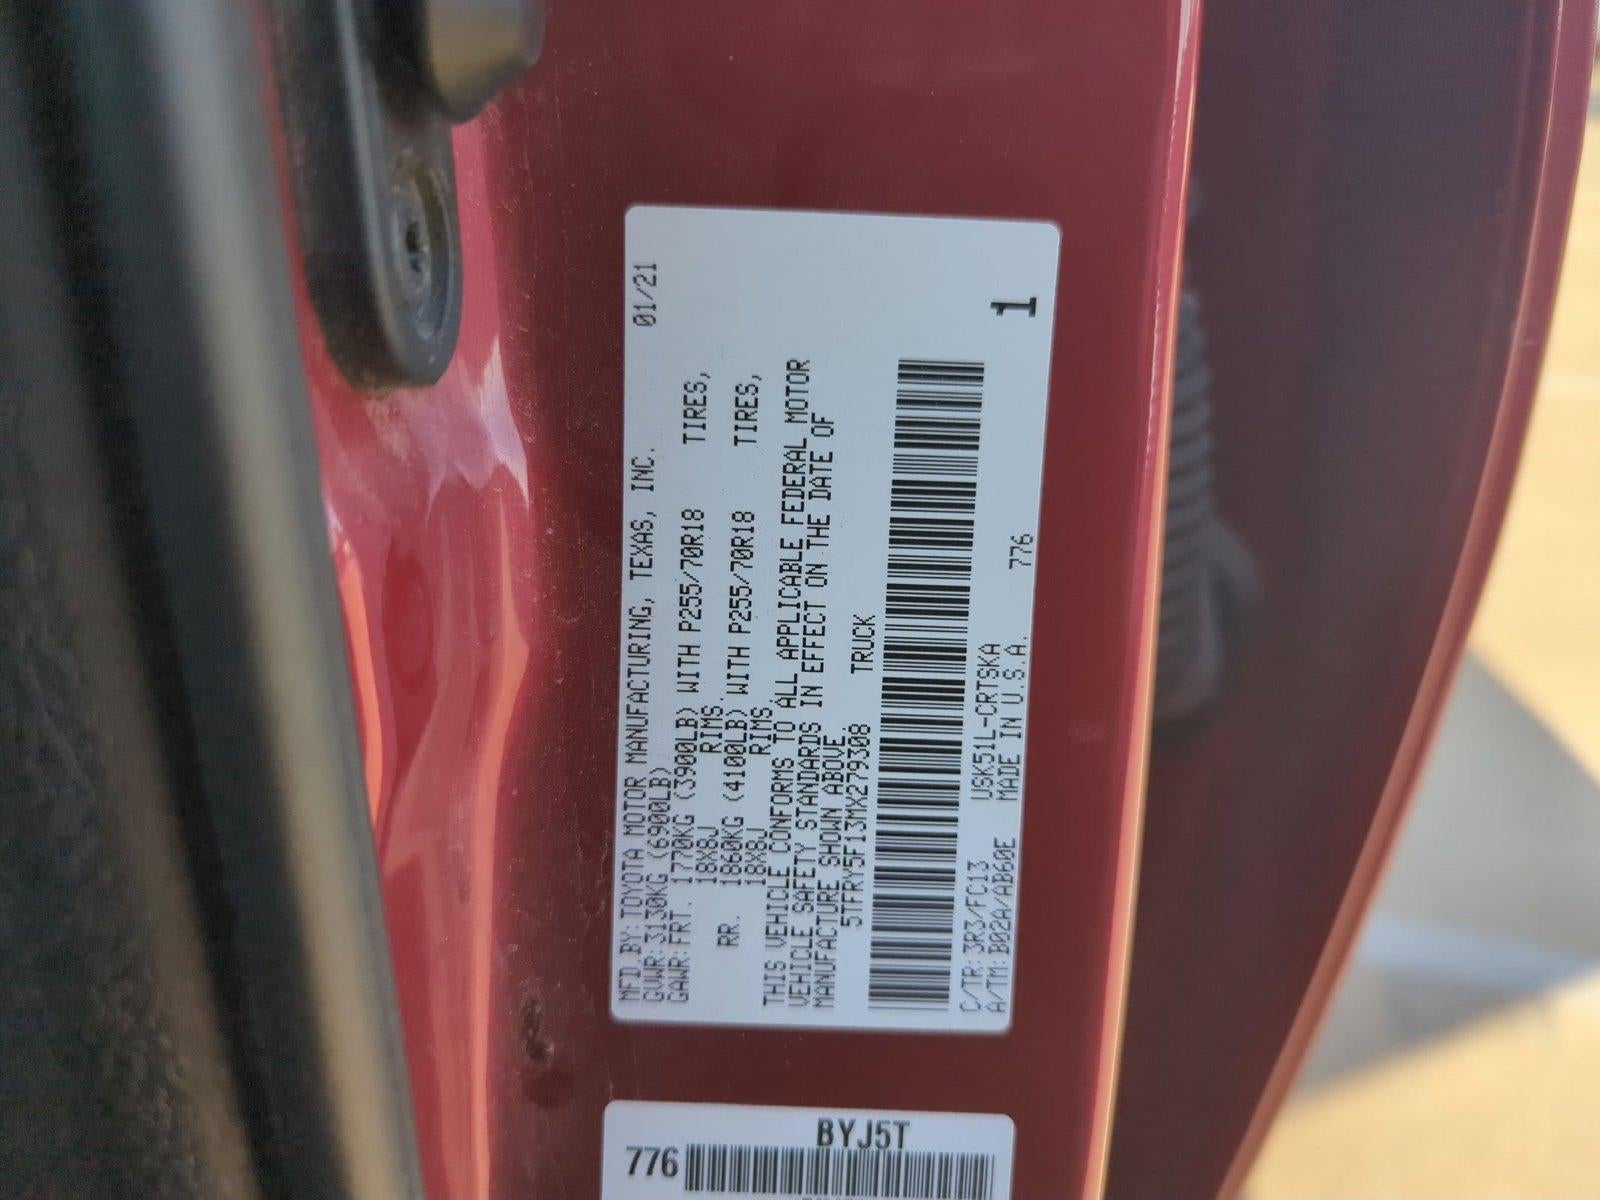 MFD.BY:TOYOTA MOTOR MANUFACTURING, TEXAS, INC. 01/21
GVWR:3130KG (6900LB)
GAWR:FRT. 1770KG (3900LB) WITH P255/70R18 TIRES,
18X8J RIMS,
RR. 1860KG (4100LB) WITH P255/70R18 TIRES,
18X8J RIMS,
THIS VEHICLE CONFORMS TO ALL APPLICABLE FEDERAL MOTOR
VEHICLE SAFETY STANDARDS IN EFFECT ON THE DATE OF
MANUFACTURE SHOWN ABOVE
5TFRY5F13MX279308 TRUCK
C/TR:3R3/FC13 USK51L-CRTSKA 1
A/TM:B02A/AB60E MADE IN U.S.A. 776
BYJ5T
776